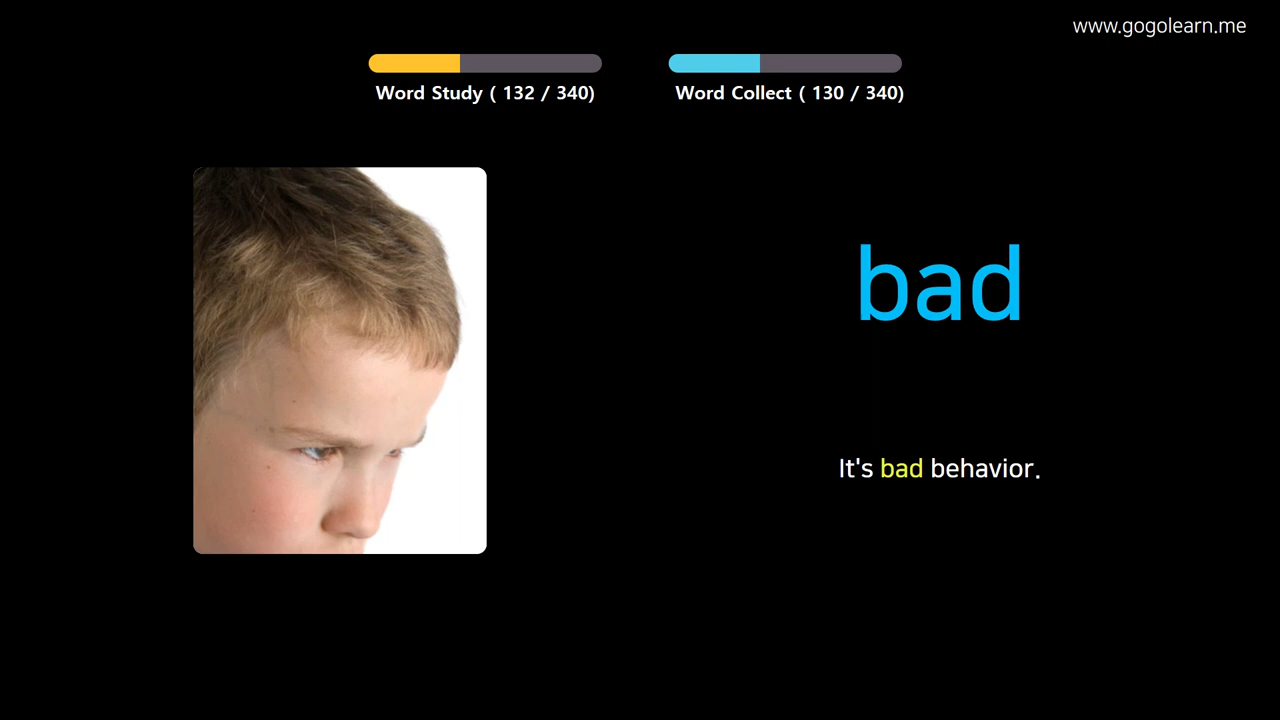 www.gogolearn.me
Word Study ( 132 / 340)
Word Collect ( 130 / 340)
bad
It's bad behavior.